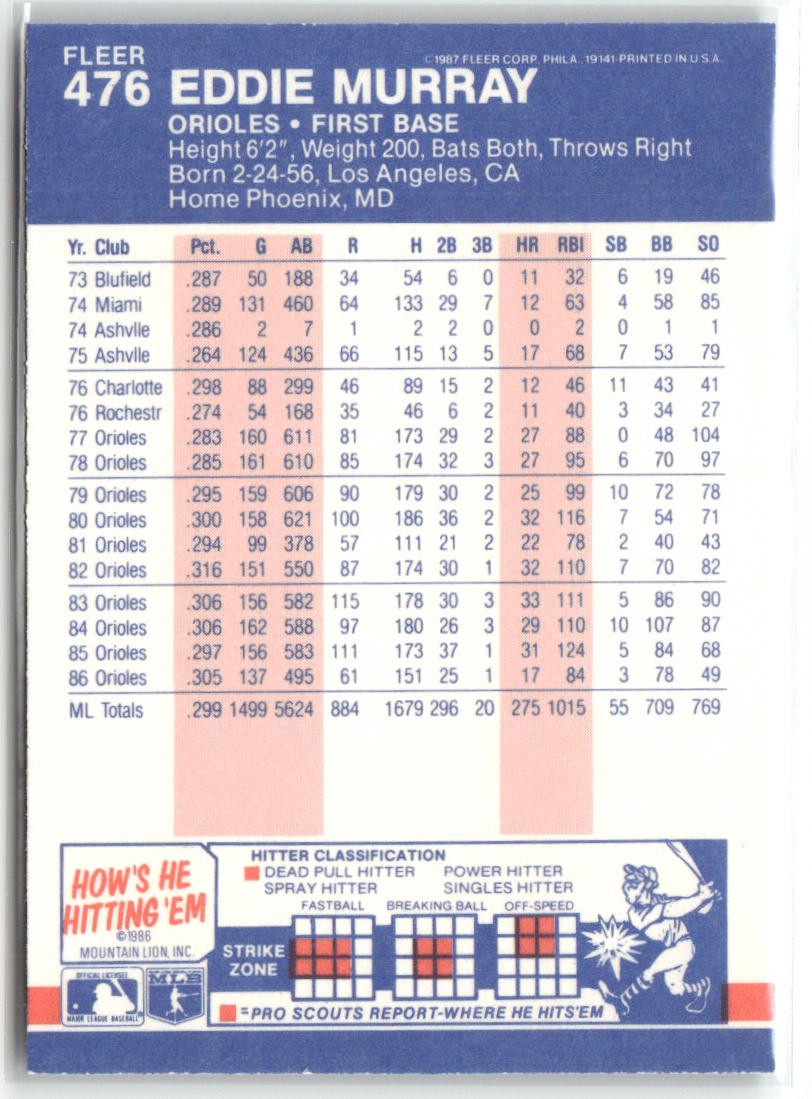 FLEER
©1987 FLEER CORP. PHILA. 19141-PRINTED IN U.S.A.
476 EDDIE MURRAY
ORIOLES • FIRST BASE
Height 6'2", Weight 200, Bats Both, Throws Right
Born 2-24-56, Los Angeles, CA
Home Phoenix, MD
Yr. Club Pct. G AB R H 2B 3B HR RBI SB BB SO
73 Blufield .287 50 188 34 54 6 0 11 32 6 19 46
74 Miami .289 131 460 64 133 29 7 12 63 4 58 85
74 Ashvlle .286 2 7 1 2 2 0 0 2 0 1 1
75 Ashvlle .264 124 436 66 115 13 5 17 68 7 53 79
76 Charlotte .298 88 299 46 89 15 2 12 46 11 43 41
76 Rochestr .274 54 168 35 46 6 2 11 40 3 34 27
77 Orioles .283 160 611 81 173 29 2 27 88 0 48 104
78 Orioles .285 161 610 85 174 32 3 27 95 6 70 97
79 Orioles .295 159 606 90 179 30 2 25 99 10 72 78
80 Orioles .300 158 621 100 186 36 2 32 116 7 54 71
81 Orioles .294 99 378 57 111 21 2 22 78 2 40 43
82 Orioles .316 151 550 87 174 30 1 32 110 7 70 82
83 Orioles .306 156 582 115 178 30 3 33 111 5 86 90
84 Orioles .306 162 588 97 180 26 3 29 110 10 107 87
85 Orioles .297 156 583 111 173 37 1 31 124 5 84 68
86 Orioles .305 137 495 61 151 25 1 17 84 3 78 49
ML Totals .299 1499 5624 884 1679 296 20 275 1015 55 709 769
HOW'S HE
HITTING 'EM
©1986
MOUNTAIN LION, INC.
OFFICIAL LICENSEE
MAJOR LEAGUE BASEBALL
MLB
HITTER CLASSIFICATION
DEAD PULL HITTER POWER HITTER
SPRAY HITTER SINGLES HITTER
FASTBALL BREAKING BALL OFF-SPEED
STRIKE
ZONE
=PRO SCOUTS REPORT-WHERE HE HITS'EM